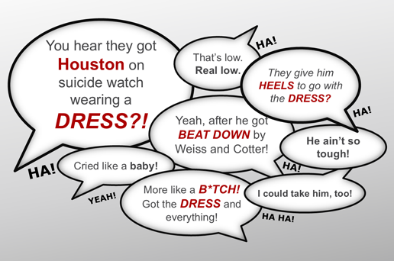 You hear they got
Houston on
suicide watch
wearing a
DRESS?!
HA!
That's low.
Real low.
HA!
They give him
HEELS to go with
the DRESS?
HA!
Yeah, after he got
BEAT DOWN by
Weiss and Cotter!
HA!
He ain't so
tough!
Cried like a baby!
YEAH!
More like a B*TCH!
Got the DRESS and
everything!
HA HA!
I could take him, too!